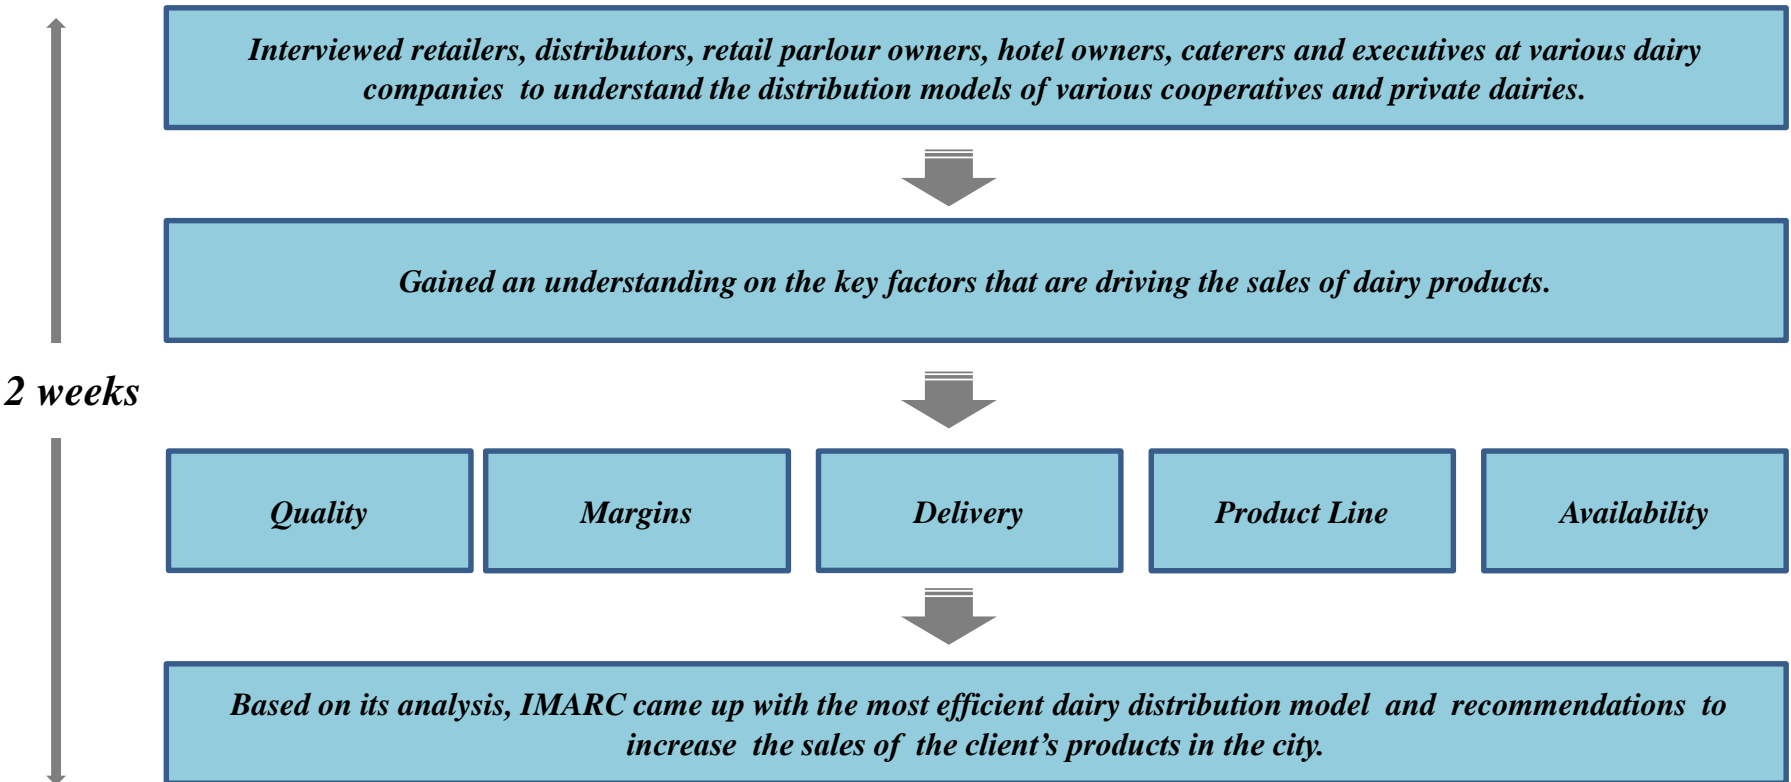 Interviewed retailers, distributors, retail parlour owners, hotel owners, caterers and executives at various dairy
companies to understand the distribution models of various cooperatives and private dairies.
Gained an understanding on the key factors that are driving the sales of dairy products.
2 weeks
Quality
Margins
Delivery
Product Line
Availability
Based on its analysis, IMARC came up with the most efficient dairy distribution model and recommendations to
increase the sales of the client's products in the city.